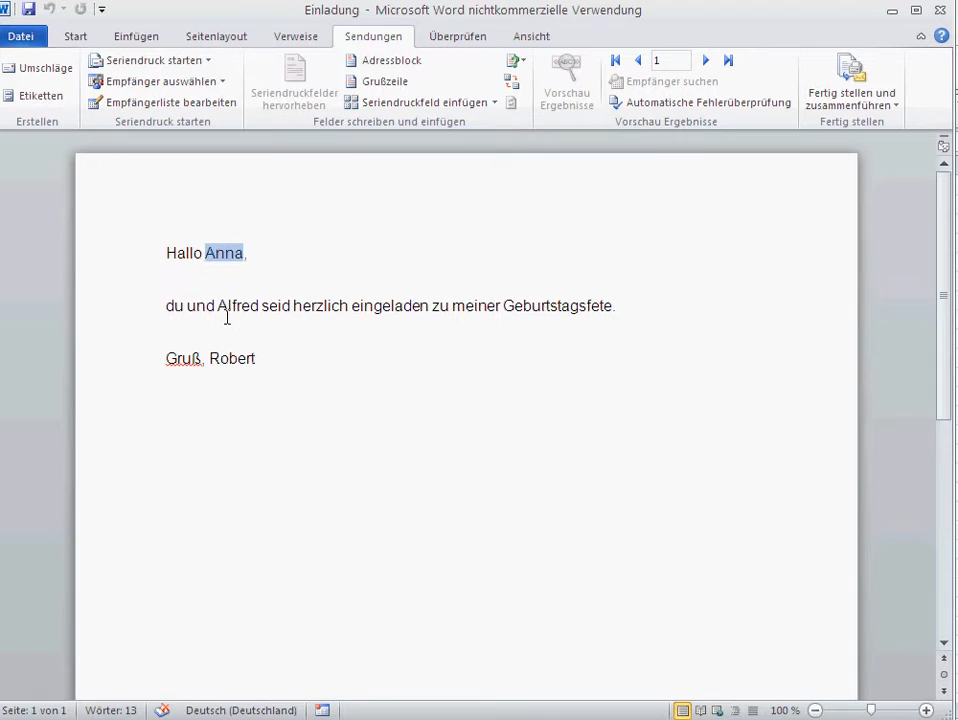 Einladung - Microsoft Word nichtkommerzielle Verwendung
Datei Start Einfügen Seitenlayout Verweise Sendungen Überprüfen Ansicht
Umschläge
Etiketten
Erstellen
Seriendruck starten
Empfänger auswählen
Empfängerliste bearbeiten
Seriendruck starten
Seriendruckfelder
hervorheben
Adressblock
Grußzeile
Seriendruckfeld einfügen
Felder schreiben und einfügen
Vorschau
Ergebnisse
1
Empfänger suchen
Automatische Fehlerüberprüfung
Vorschau Ergebnisse
Fertig stellen und
zusammenführen
Fertig stellen
Hallo Anna,
du und Alfred seid herzlich eingeladen zu meiner Geburtstagsfete.
Gruß, Robert
Seite: 1 von 1 Wörter: 13 Deutsch (Deutschland) 100 %